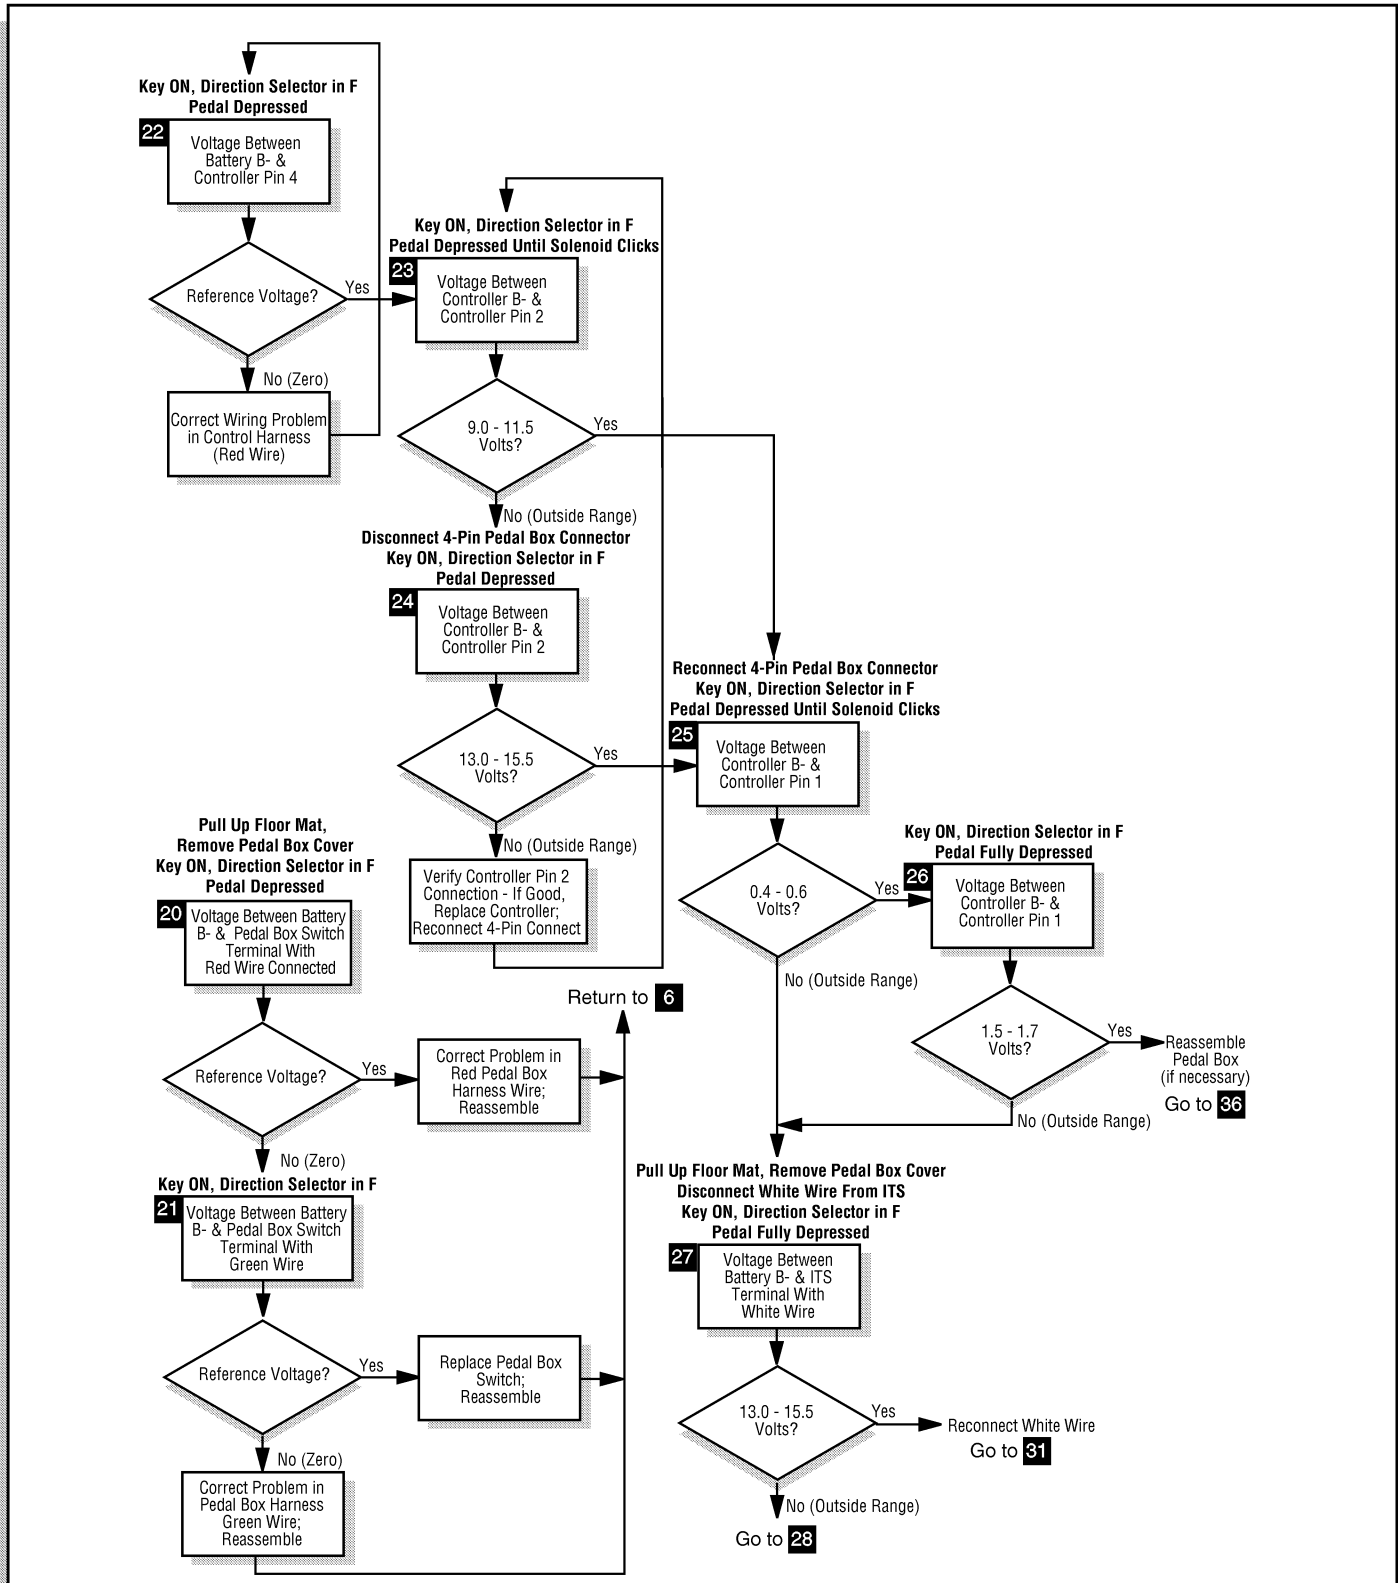 Key ON, Direction Selector in F
Pedal Depressed
22
Voltage Between
Battery B- &
Controller Pin 4
Reference Voltage?
Yes
No (Zero)
Correct Wiring Problem
in Control Harness
(Red Wire)
Key ON, Direction Selector in F
Pedal Depressed Until Solenoid Clicks
23
Voltage Between
Controller B- &
Controller Pin 2
9.0 - 11.5
Volts?
Yes
No (Outside Range)
Disconnect 4-Pin Pedal Box Connector
Key ON, Direction Selector in F
Pedal Depressed
24
Voltage Between
Controller B- &
Controller Pin 2
13.0 - 15.5
Volts?
Yes
No (Outside Range)
Verify Controller Pin 2
Connection - If Good,
Replace Controller;
Reconnect 4-Pin Connect
Reconnect 4-Pin Pedal Box Connector
Key ON, Direction Selector in F
Pedal Depressed Until Solenoid Clicks
25
Voltage Between
Controller B- &
Controller Pin 1
0.4 - 0.6
Volts?
Yes
No (Outside Range)
Key ON, Direction Selector in F
Pedal Fully Depressed
26
Voltage Between
Controller B- &
Controller Pin 1
1.5 - 1.7
Volts?
Yes
Reassemble
Pedal Box
(if necessary)
Go to 36
No (Outside Range)
Pull Up Floor Mat,
Remove Pedal Box Cover
Key ON, Direction Selector in F
Pedal Depressed
20
Voltage Between Battery
B- & Pedal Box Switch
Terminal With
Red Wire Connected
Reference Voltage?
Yes
Correct Problem in
Red Pedal Box
Harness Wire;
Reassemble
Return to 6
No (Zero)
Key ON, Direction Selector in F
21
Voltage Between Battery
B- & Pedal Box Switch
Terminal With
Green Wire
Reference Voltage?
Yes
Replace Pedal Box
Switch;
Reassemble
No (Zero)
Correct Problem in
Pedal Box Harness
Green Wire;
Reassemble
Pull Up Floor Mat, Remove Pedal Box Cover
Disconnect White Wire From ITS
Key ON, Direction Selector in F
Pedal Fully Depressed
27
Voltage Between
Battery B- & ITS
Terminal With
White Wire
13.0 - 15.5
Volts?
Yes
Reconnect White Wire
Go to 31
No (Outside Range)
Go to 28